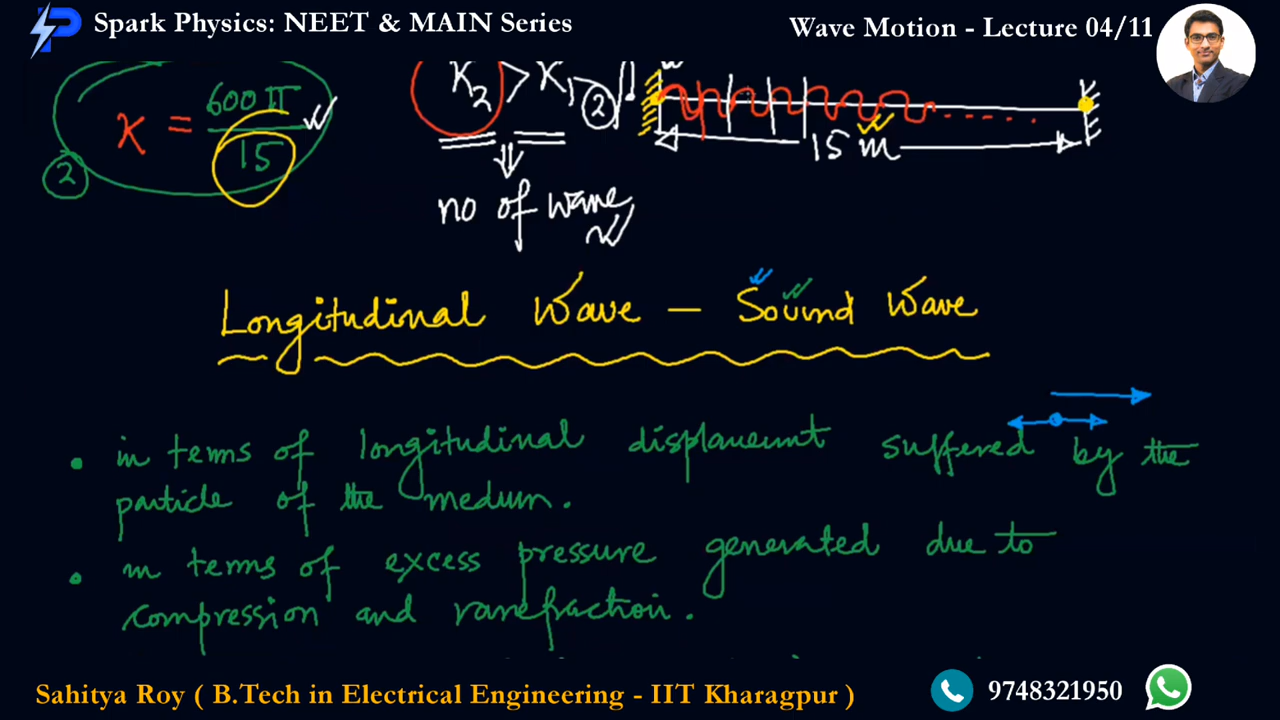 Spark Physics: NEET & MAIN Series
Wave Motion - Lecture 04/11
K = 600π / 15
2
K2 > K1
2
15 m
no of wave
Longitudinal Wave — Sound Wave
• in terms of longitudinal displacement suffered by the
particle of the medium.
• in terms of excess pressure generated due to
compression and rarefraction.
Sahitya Roy ( B.Tech in Electrical Engineering - IIT Kharagpur )
9748321950